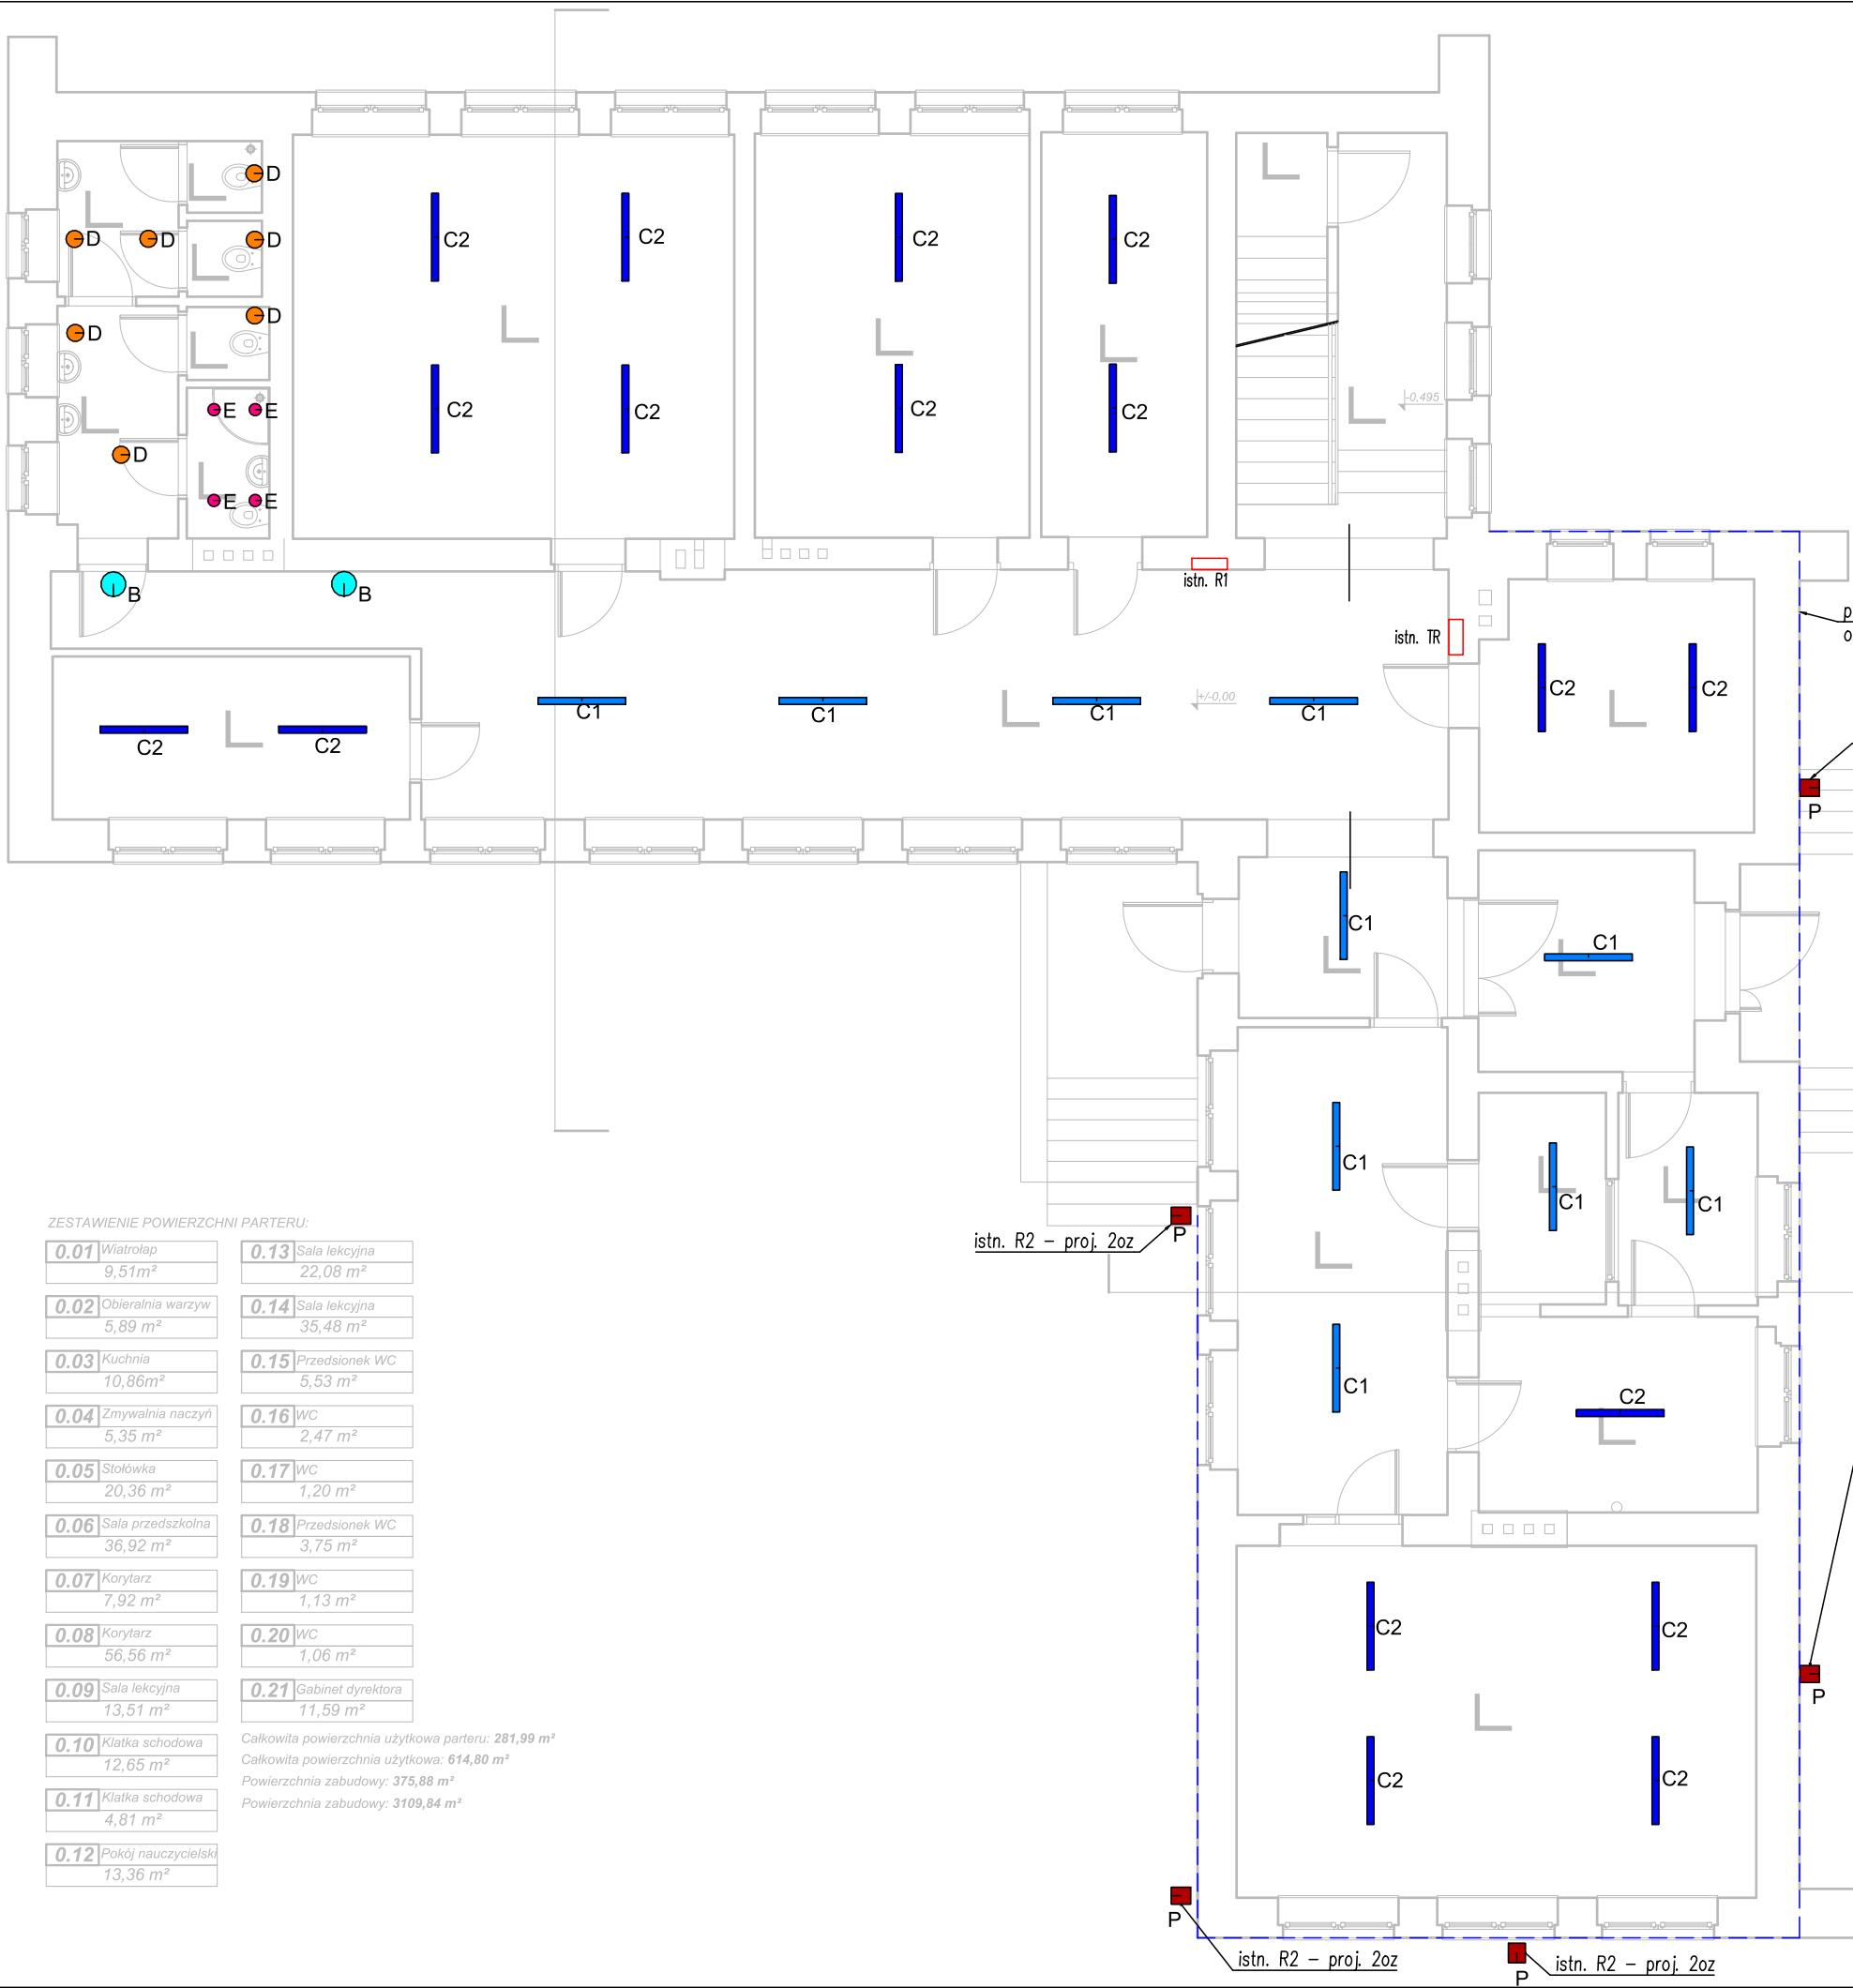 D
C2
C2
C2
C2
D
D
D
D
D
C2
C2
C2
C2
E
E
-0,495
D
E
E
istn. R1
B
B
p
o
istn. TR
C2
C2
+/-0,00
C1
C1
C1
C1
C2
C2
P
C1
C1
C1
C1
C1
istn. R2 – proj. 2oz
P
C1
C2
C2
C2
P
C2
C2
P
istn. R2 – proj. 2oz
P
istn. R2 – proj. 2oz
ZESTAWIENIE POWIERZCHNI PARTERU:
0.01 Wiatrołap
9,51m²
0.02 Obieralnia warzyw
5,89 m²
0.03 Kuchnia
10,86m²
0.04 Zmywalnia naczyń
5,35 m²
0.05 Stołówka
20,36 m²
0.06 Sala przedszkolna
36,92 m²
0.07 Korytarz
7,92 m²
0.08 Korytarz
56,56 m²
0.09 Sala lekcyjna
13,51 m²
0.10 Klatka schodowa
12,65 m²
0.11 Klatka schodowa
4,81 m²
0.12 Pokój nauczycielski
13,36 m²
0.13 Sala lekcyjna
22,08 m²
0.14 Sala lekcyjna
35,48 m²
0.15 Przedsionek WC
5,53 m²
0.16 WC
2,47 m²
0.17 WC
1,20 m²
0.18 Przedsionek WC
3,75 m²
0.19 WC
1,13 m²
0.20 WC
1,06 m²
0.21 Gabinet dyrektora
11,59 m²
Całkowita powierzchnia użytkowa parteru: 281,99 m²
Całkowita powierzchnia użytkowa: 614,80 m²
Powierzchnia zabudowy: 375,88 m²
Powierzchnia zabudowy: 3109,84 m²